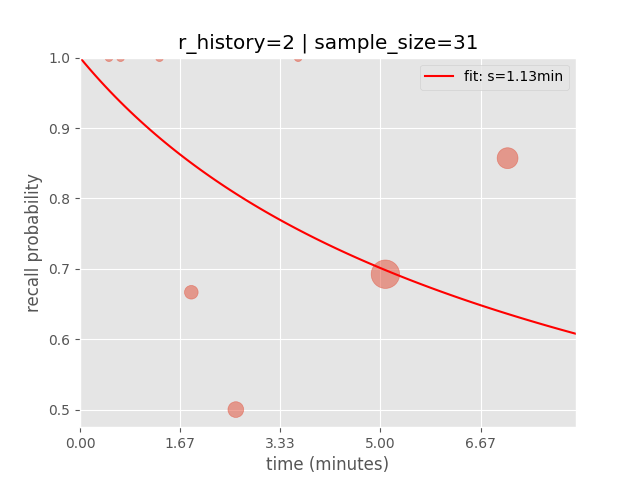 r_history=2 | sample_size=31
fit: s=1.13min
1.0
0.9
0.8
0.7
0.6
0.5
recall probability
0.00 1.67 3.33 5.00 6.67
time (minutes)